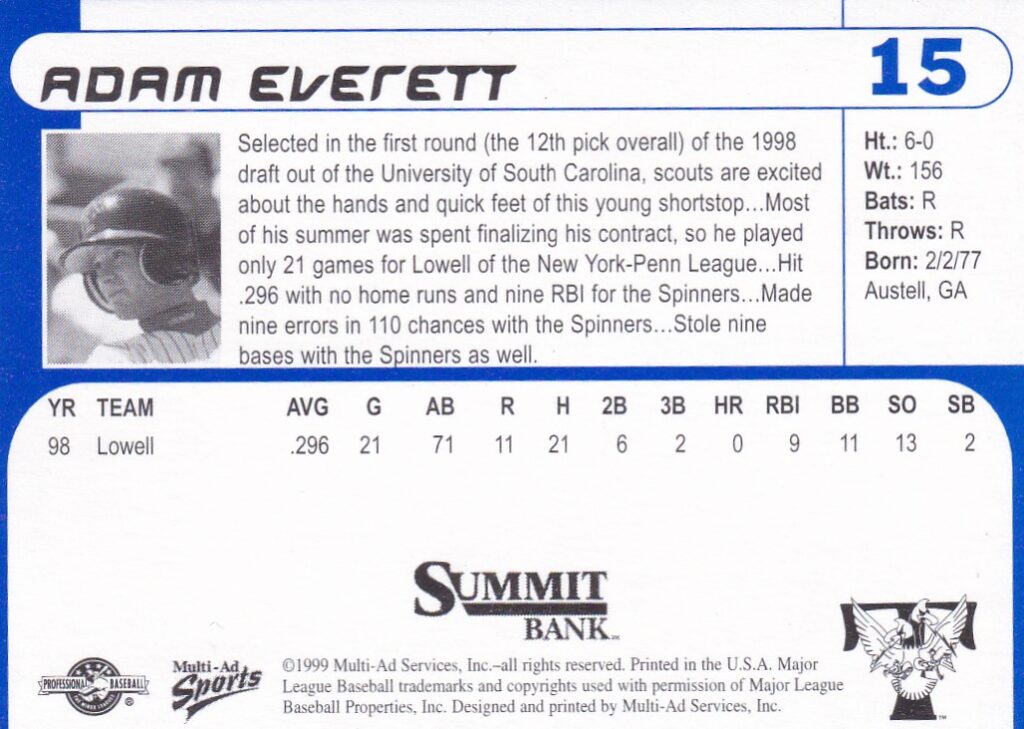 ADAM EVERETT
15
Selected in the first round (the 12th pick overall) of the 1998
draft out of the University of South Carolina, scouts are excited
about the hands and quick feet of this young shortstop...Most
of his summer was spent finalizing his contract, so he played
only 21 games for Lowell of the New York-Penn League...Hit
.296 with no home runs and nine RBI for the Spinners...Made
nine errors in 110 chances with the Spinners...Stole nine
bases with the Spinners as well.
Ht.: 6-0
Wt.: 156
Bats: R
Throws: R
Born: 2/2/77
Austell, GA
YR TEAM AVG G AB R H 2B 3B HR RBI BB SO SB
98 Lowell .296 21 71 11 21 6 2 0 9 11 13 2
SUMMIT
BANK
PROFESSIONAL BASEBALL
®
Multi-Ad
Sports
©1999 Multi-Ad Services, Inc.–all rights reserved. Printed in the U.S.A. Major
League Baseball trademarks and copyrights used with permission of Major League
Baseball Properties, Inc. Designed and printed by Multi-Ad Services, Inc.